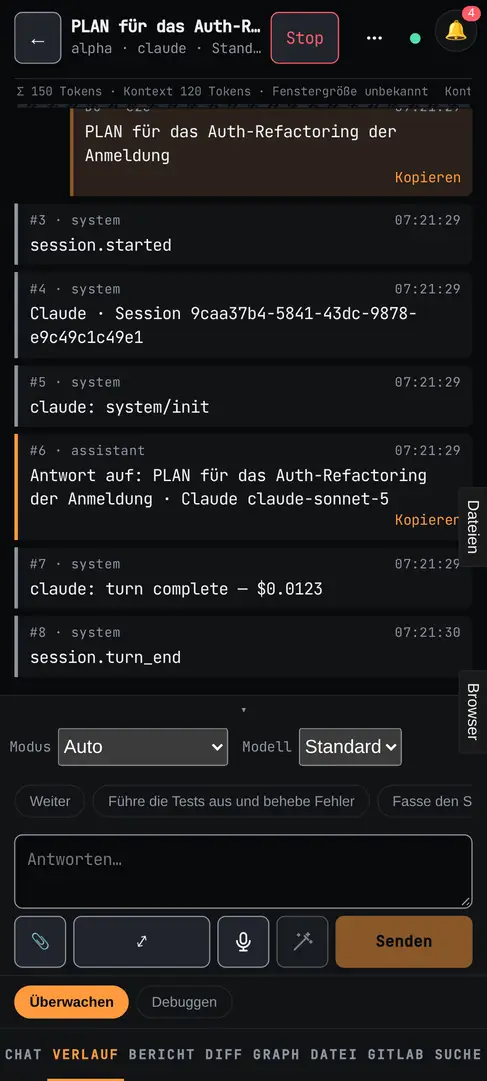 ←
PLAN für das Auth-R…
alpha · claude · Stand…
Stop
…
4
Σ 150 Tokens · Kontext 120 Tokens · Fenstergröße unbekannt Kont
07:21:29
PLAN für das Auth-Refactoring der
Anmeldung
Kopieren
#3 · system 07:21:29
session.started
#4 · system 07:21:29
Claude · Session 9caa37b4-5841-43dc-9878-
e9c49c1c49e1
#5 · system 07:21:29
claude: system/init
#6 · assistant 07:21:29
Antwort auf: PLAN für das Auth-Refactoring
der Anmeldung · Claude claude-sonnet-5
Kopieren
Dateien
#7 · system 07:21:29
claude: turn complete — $0.0123
#8 · system 07:21:30
session.turn_end
Browser
Modus Auto Modell Standard
Weiter Führe die Tests aus und behebe Fehler Fasse den S
Antworten…
Senden
Überwachen Debuggen
CHAT VERLAUF BERICHT DIFF GRAPH DATEI GITLAB SUCHE